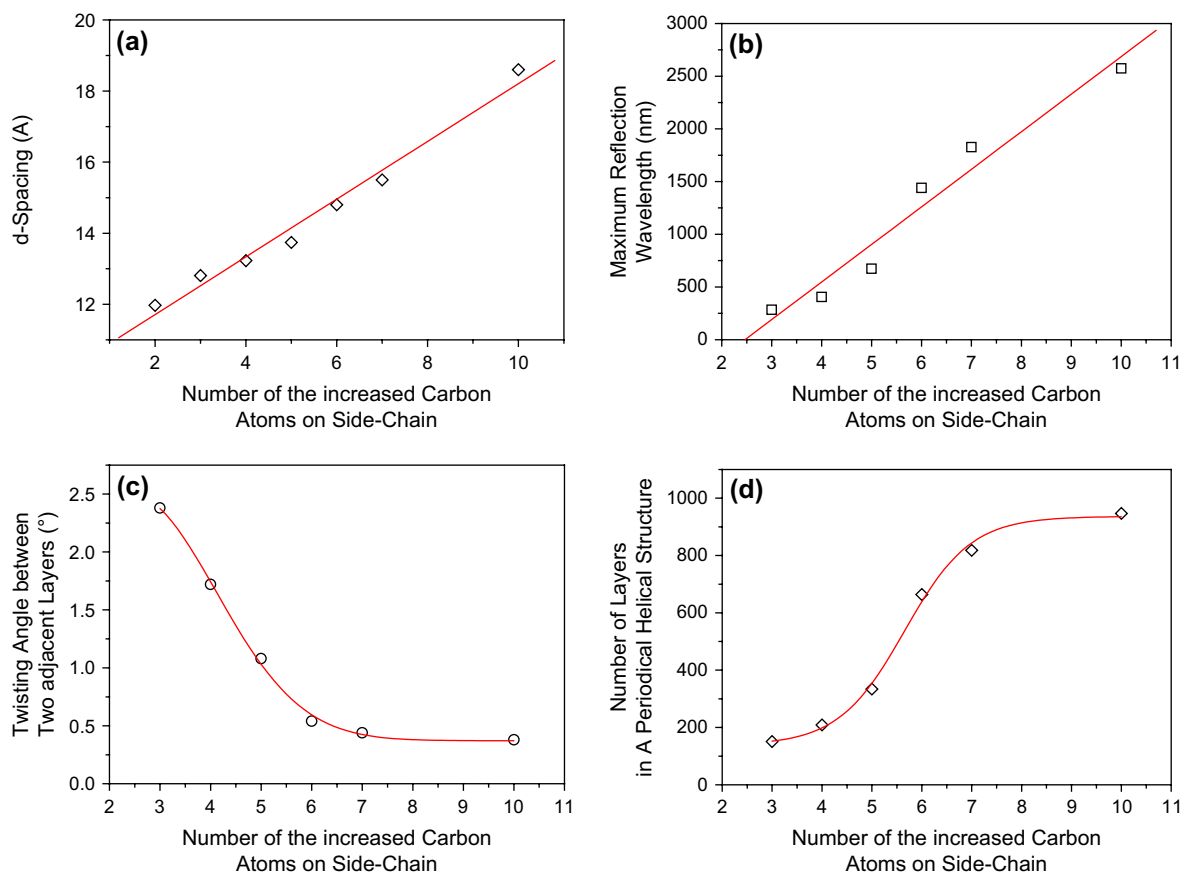 (a)
20
18
16
14
12
d-Spacing (A)
2 4 6 8 10
Number of the increased Carbon
Atoms on Side-Chain
(b)
3000
2500
2000
1500
1000
500
0
Maximum Reflection
Wavelength (nm)
2 3 4 5 6 7 8 9 10 11
Number of the increased Carbon
Atoms on Side-Chain
(c)
2.5
2.0
1.5
1.0
0.5
0.0
Twisting Angle between
Two adjacent Layers (°)
2 3 4 5 6 7 8 9 10 11
Number of the increased Carbon
Atoms on Side-Chain
(d)
1000
800
600
400
200
0
Number of Layers
in A Periodical Helical Structure
2 3 4 5 6 7 8 9 10 11
Number of the increased Carbon
Atoms on Side-Chain